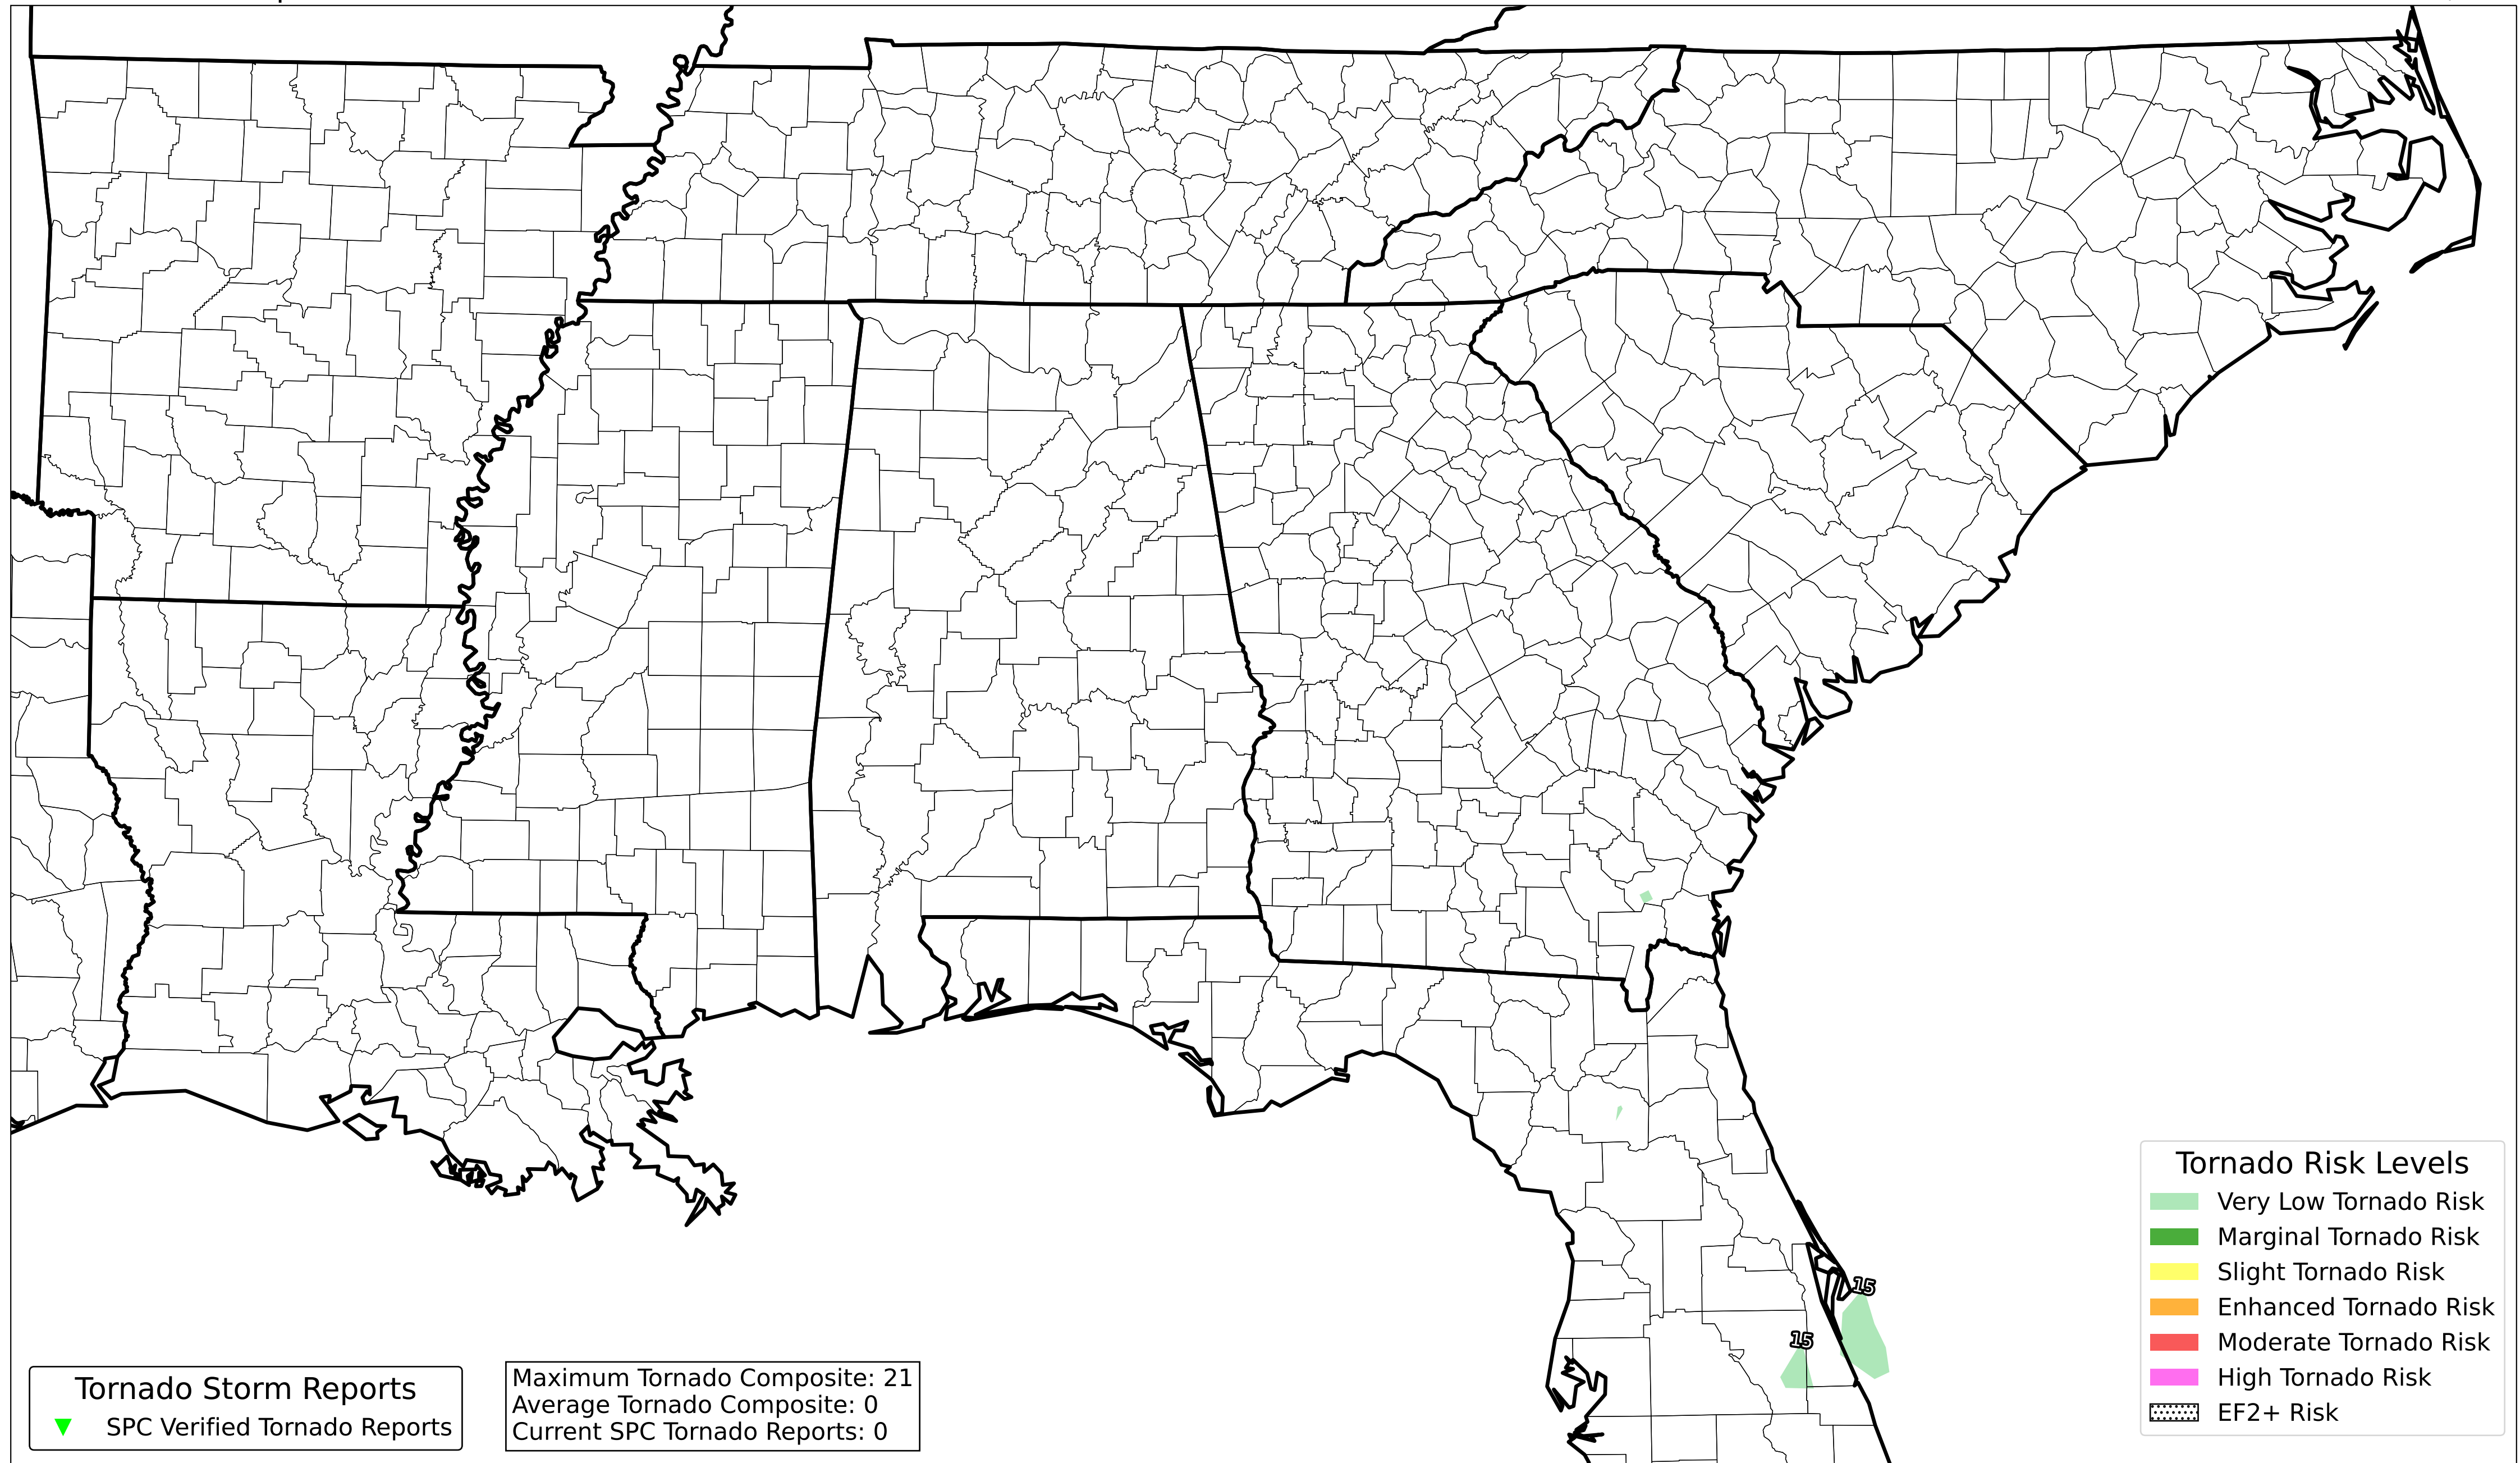 15
15
Tornado Storm Reports
SPC Verified Tornado Reports
Maximum Tornado Composite: 21
Average Tornado Composite: 0
Current SPC Tornado Reports: 0
Tornado Risk Levels
Very Low Tornado Risk
Marginal Tornado Risk
Slight Tornado Risk
Enhanced Tornado Risk
Moderate Tornado Risk
High Tornado Risk
EF2+ Risk